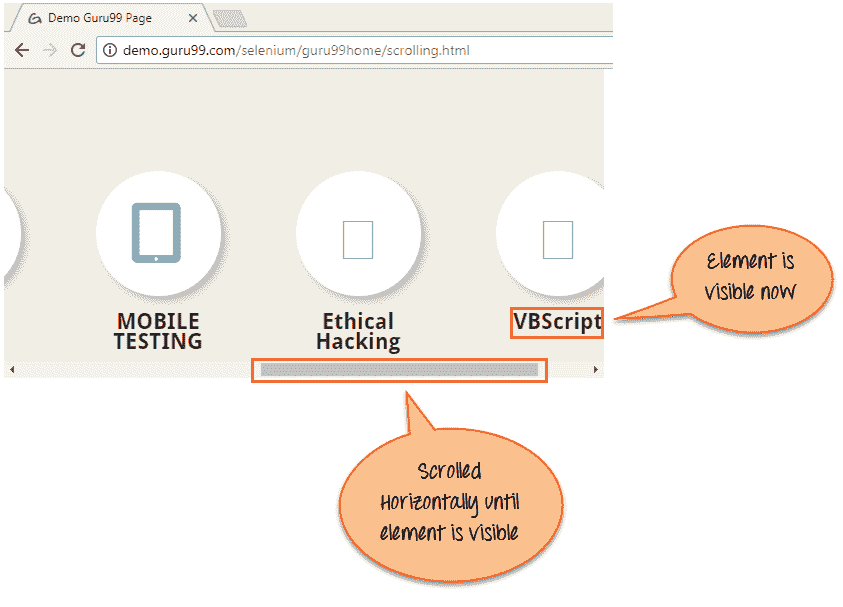 Demo Guru99 Page
demo.guru99.com/selenium/guru99home/scrolling.html
MOBILE
TESTING
Ethical
Hacking
VBScript
Element is
visible now
Scrolled
Horizontally until
element is visible